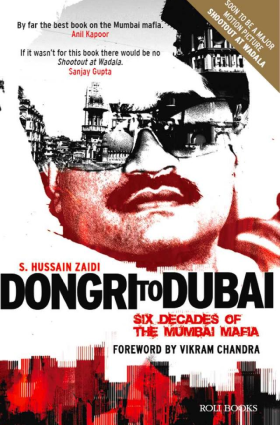 By far the best book on the Mumbai mafia.
Anil Kapoor
If it wasn't for this book there would be no
Shootout at Wadala.
Sanjay Gupta
SOON TO BE A MAJOR
MOTION PICTURE
SHOOTOUT AT WADALA
S. HUSSAIN ZAIDI
DONGRI TO DUBAI
SIX DECADES OF
THE MUMBAI MAFIA
FOREWORD BY VIKRAM CHANDRA
ROLI BOOKS